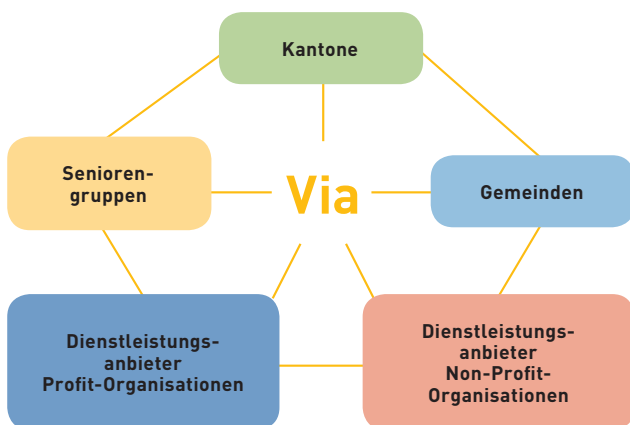 Kantone
Senioren-
gruppen
Via
Gemeinden
Dienstleistungs-
anbieter
Profit-Organisationen
Dienstleistungs-
anbieter
Non-Profit-
Organisationen